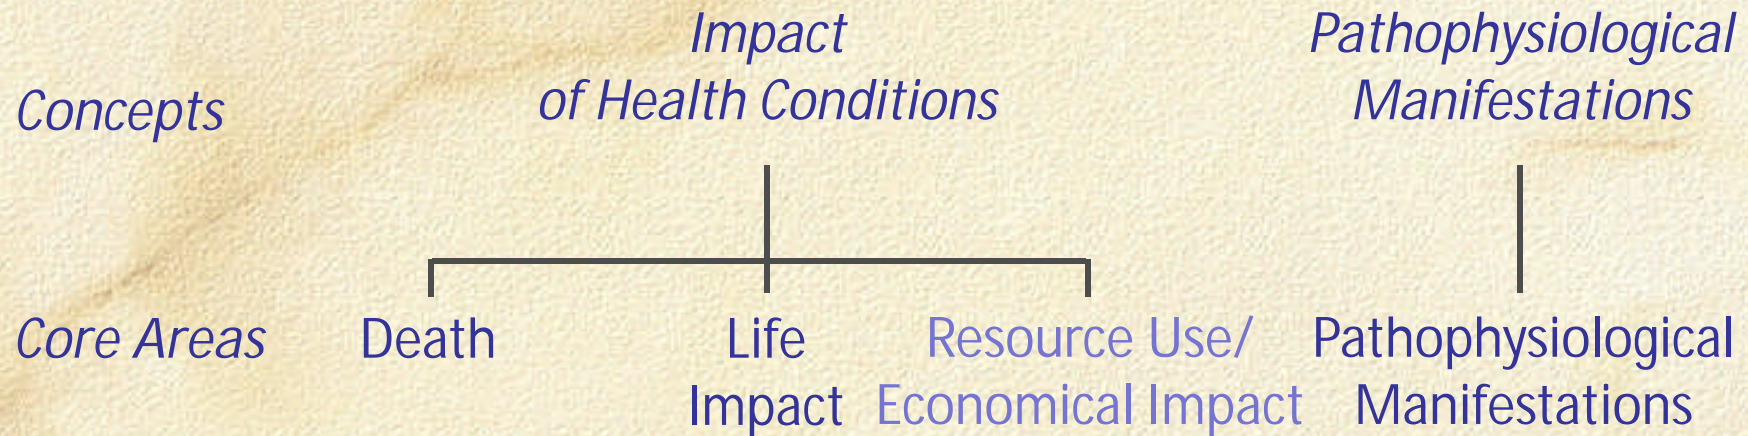 Concepts
Impact
of Health Conditions
Pathophysiological
Manifestations
Core Areas
Death
Life
Impact
Resource Use/
Economical Impact
Pathophysiological
Manifestations